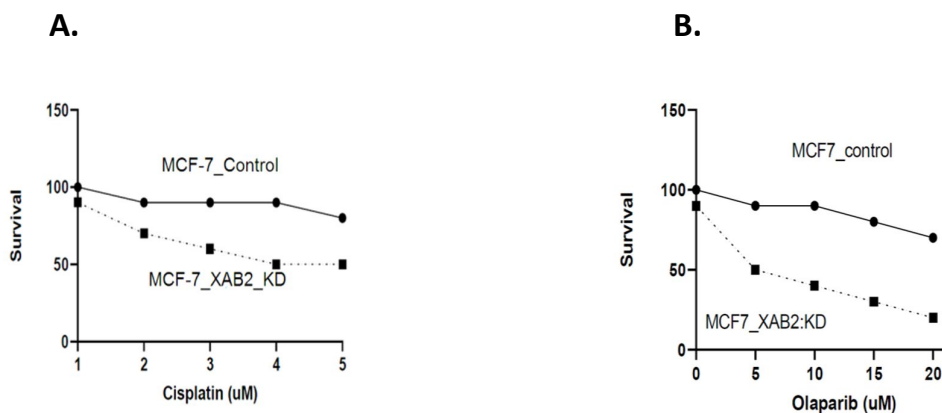 A.
B.
150
100
50
0
Survival
MCF-7_Control
MCF-7_XAB2_KD
1 2 3 4 5
Cisplatin (uM)
150
100
50
0
Survival
MCF7_control
MCF7_XAB2:KD
0 5 10 15 20
Olaparib (uM)